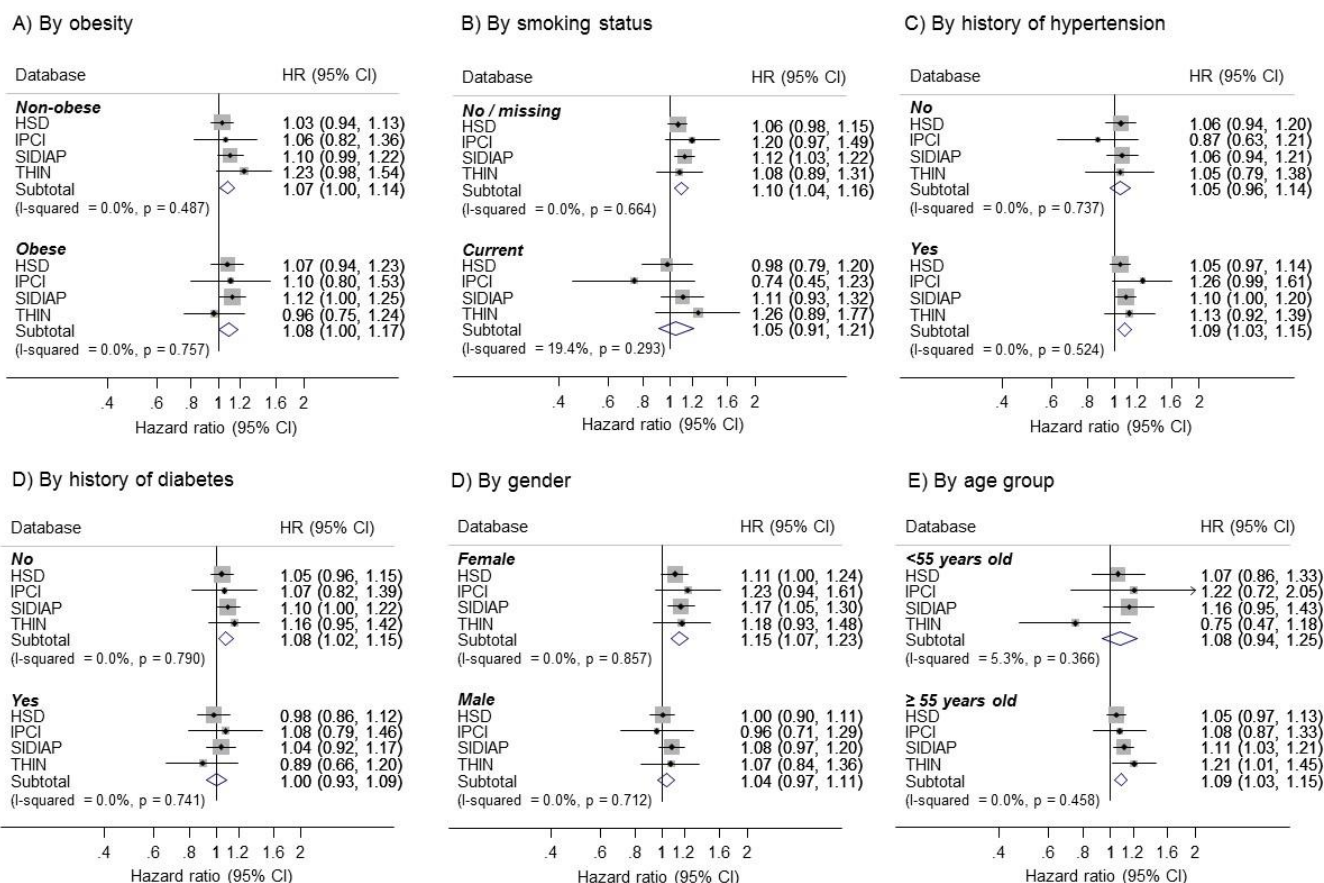 A) By obesity
Database HR (95% CI)
Non-obese
HSD 1.03 (0.94, 1.13)
IPCI 1.06 (0.82, 1.36)
SIDIAP 1.10 (0.99, 1.22)
THIN 1.23 (0.98, 1.54)
Subtotal 1.07 (1.00, 1.14)
(I-squared = 0.0%, p = 0.487)
Obese
HSD 1.07 (0.94, 1.23)
IPCI 1.10 (0.80, 1.53)
SIDIAP 1.12 (1.00, 1.25)
THIN 0.96 (0.75, 1.24)
Subtotal 1.08 (1.00, 1.17)
(I-squared = 0.0%, p = 0.757)
.4 .6 .8 1 1.2 1.6 2
Hazard ratio (95% CI)
B) By smoking status
Database HR (95% CI)
No / missing
HSD 1.06 (0.98, 1.15)
IPCI 1.20 (0.97, 1.49)
SIDIAP 1.12 (1.03, 1.22)
THIN 1.08 (0.89, 1.31)
Subtotal 1.10 (1.04, 1.16)
(I-squared = 0.0%, p = 0.664)
Current
HSD 0.98 (0.79, 1.20)
IPCI 0.74 (0.45, 1.23)
SIDIAP 1.11 (0.93, 1.32)
THIN 1.26 (0.89, 1.77)
Subtotal 1.05 (0.91, 1.21)
(I-squared = 19.4%, p = 0.293)
.4 .6 .8 1 1.2 1.6 2
Hazard ratio (95% CI)
C) By history of hypertension
Database HR (95% CI)
No
HSD 1.06 (0.94, 1.20)
IPCI 0.87 (0.63, 1.21)
SIDIAP 1.06 (0.94, 1.21)
THIN 1.05 (0.79, 1.38)
Subtotal 1.05 (0.96, 1.14)
(I-squared = 0.0%, p = 0.737)
Yes
HSD 1.05 (0.97, 1.14)
IPCI 1.26 (0.99, 1.61)
SIDIAP 1.10 (1.00, 1.20)
THIN 1.13 (0.92, 1.39)
Subtotal 1.09 (1.03, 1.15)
(I-squared = 0.0%, p = 0.524)
.4 .6 .8 1 1.2 1.6 2
Hazard ratio (95% CI)
D) By history of diabetes
Database HR (95% CI)
No
HSD 1.05 (0.96, 1.15)
IPCI 1.07 (0.82, 1.39)
SIDIAP 1.10 (1.00, 1.22)
THIN 1.16 (0.95, 1.42)
Subtotal 1.08 (1.02, 1.15)
(I-squared = 0.0%, p = 0.790)
Yes
HSD 0.98 (0.86, 1.12)
IPCI 1.08 (0.79, 1.46)
SIDIAP 1.04 (0.92, 1.17)
THIN 0.89 (0.66, 1.20)
Subtotal 1.00 (0.93, 1.09)
(I-squared = 0.0%, p = 0.741)
.4 .6 .8 1 1.2 1.6 2
Hazard ratio (95% CI)
D) By gender
Database HR (95% CI)
Female
HSD 1.11 (1.00, 1.24)
IPCI 1.23 (0.94, 1.61)
SIDIAP 1.17 (1.05, 1.30)
THIN 1.18 (0.93, 1.48)
Subtotal 1.15 (1.07, 1.23)
(I-squared = 0.0%, p = 0.857)
Male
HSD 1.00 (0.90, 1.11)
IPCI 0.96 (0.71, 1.29)
SIDIAP 1.08 (0.97, 1.20)
THIN 1.07 (0.84, 1.36)
Subtotal 1.04 (0.97, 1.11)
(I-squared = 0.0%, p = 0.712)
.4 .6 .8 1 1.2 1.6 2
Hazard ratio (95% CI)
E) By age group
Database HR (95% CI)
<55 years old
HSD 1.07 (0.86, 1.33)
IPCI 1.22 (0.72, 2.05)
SIDIAP 1.16 (0.95, 1.43)
THIN 0.75 (0.47, 1.18)
Subtotal 1.08 (0.94, 1.25)
(I-squared = 5.3%, p = 0.366)
≥ 55 years old
HSD 1.05 (0.97, 1.13)
IPCI 1.08 (0.87, 1.33)
SIDIAP 1.11 (1.03, 1.21)
THIN 1.21 (1.01, 1.45)
Subtotal 1.09 (1.03, 1.15)
(I-squared = 0.0%, p = 0.458)
.4 .6 .8 1 1.2 1.6 2
Hazard ratio (95% CI)